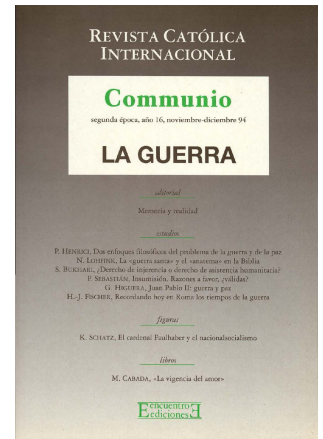 REVISTA CATÓLICA
INTERNACIONAL
Communio
segunda época, año 16, noviembre-diciembre 94
LA GUERRA
editorial
Memoria y realidad
estudios
P. HENRICI, Dos enfoques filosóficos del problema de la guerra y de la paz
N. LOHFINK, La «guerra santa» y el «anatema» en la Biblia
S. BUKHARI, ¿Derecho de injerencia o derecho de asistencia humanitaria?
F. SEBASTIÁN, Insumisión. Razones a favor, ¿válidas?
G. HIGUERA, Juan Pablo II: guerra y paz
H.-J. FISCHER, Recordando hoy en Roma los tiempos de la guerra
figuras
K. SCHATZ, El cardenal Faulhaber y el nacionalsocialismo
libros
M. CABADA, «La vigencia del amor»
encuentro
ediciones